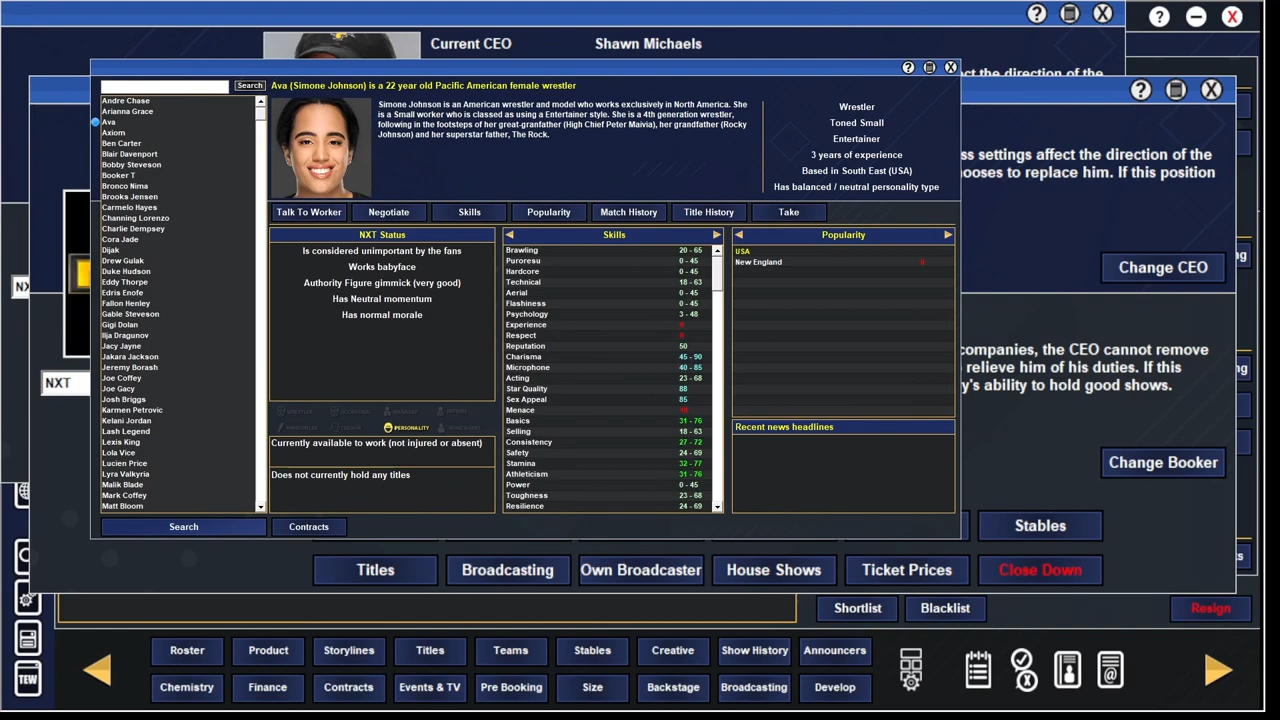 Current CEO Shawn Michaels
ct the direction of the
Search Ava (Simone Johnson) is a 22 year old Pacific American female wrestler
Simone Johnson is an American wrestler and model who works exclusively in North America. She
is a Small worker who is classed as using a Entertainer style. She is a 4th generation wrestler,
following in the footsteps of her great-granfather (High Chief Peter Maivia), her grandfather (Rocky
Johnson) and her superstar father, The Rock.
Wrestler
Toned Small
Entertainer
3 years of experience
Based in South East (USA)
Has balanced / neutral personality type
Andre Chase
Arianna Grace
Ava
Axiom
Ben Carter
Blair Davenport
Bobby Steveson
Booker T
Bronco Nima
Brooks Jensen
Carmelo Hayes
Channing Lorenzo
Charlie Dempsey
Cora Jade
Dijak
Drew Gulak
Duke Hudson
Eddy Thorpe
Edris Enofe
Fallon Henley
Gable Steveson
Gigi Dolan
Ilja Dragunov
Jacy Jayne
Jakara Jackson
Jeremy Borash
Joe Coffey
Joe Gacy
Josh Briggs
Karmen Petrovic
Kelani Jordan
Lash Legend
Lexis King
Lola Vice
Lucien Price
Lyra Valkyria
Malik Blade
Mark Coffey
Matt Bloom
Search Contracts
Talk To Worker Negotiate Skills Popularity Match History Title History Take
NXT Status
Is considered unimportant by the fans
Works babyface
Authority Figure gimmick (very good)
Has Neutral momentum
Has normal morale
PERSONALITY
Currently available to work (not injured or absent)
Does not currently hold any titles
Skills
Brawling 20 - 65
Puroresu 0 - 45
Hardcore 0 - 45
Technical 18 - 63
Aerial 0 - 45
Flashiness 0 - 45
Psychology 3 - 48
Experience
Respect
Reputation 50
Charisma 45 - 90
Microphone 40 - 85
Acting 23 - 68
Star Quality 88
Sex Appeal 85
Menace
Basics 31 - 76
Selling 18 - 63
Consistency 27 - 72
Safety 24 - 69
Stamina 32 - 77
Athleticism 31 - 76
Power 0 - 45
Toughness 23 - 68
Resilience 24 - 69
Popularity
USA
New England
Recent news headlines
ss settings affect the direction of the
ooses to replace him. If this position
Change CEO
companies, the CEO cannot remove
relieve him of his duties. If this
y's ability to hold good shows.
Change Booker
NX
NXT
Stables
Titles Broadcasting Own Broadcaster House Shows Ticket Prices Close Down
Shortlist Blacklist Resign
Roster Product Storylines Titles Teams Stables Creative Show History Announcers
Chemistry Finance Contracts Events & TV Pre Booking Size Backstage Broadcasting Develop
TEW